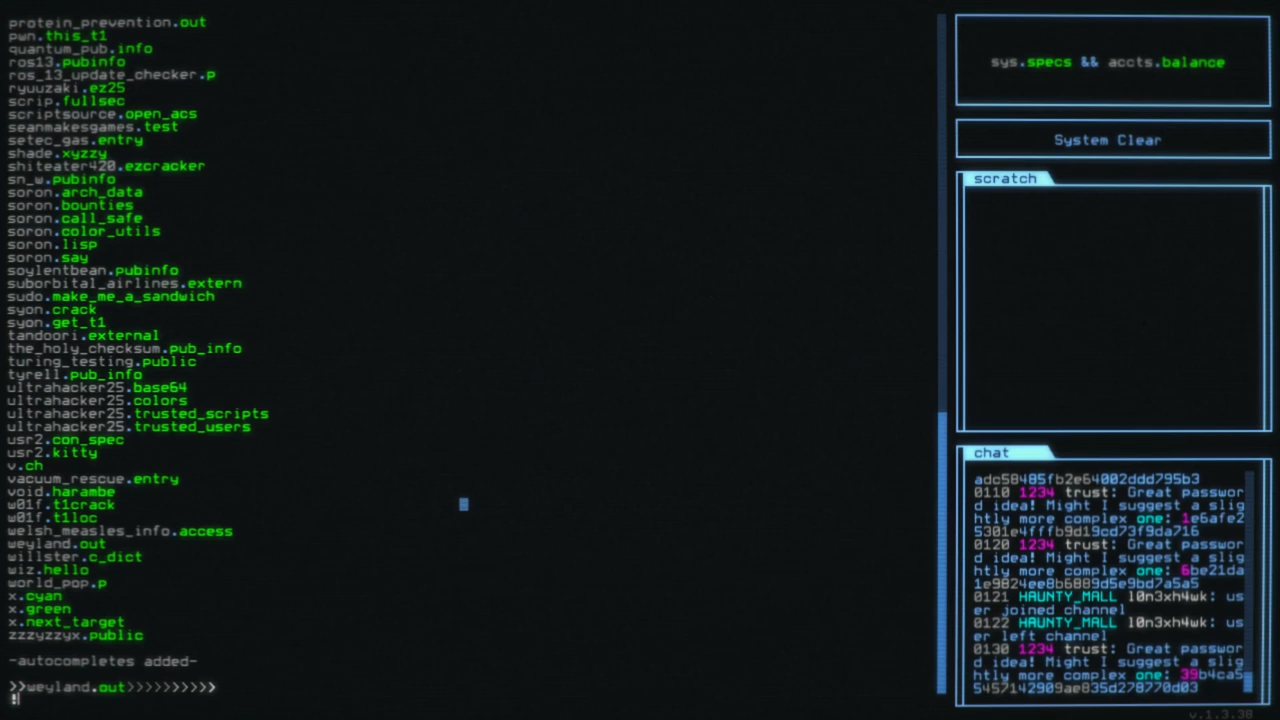 protein_prevention.out
pwn.this_t1
quantum_pub.info
ros13.pubinfo
ros_13_update_checker.p
ryuuzaki.ez25
scrip.fullsec
scriptsource.open_acs
seanmakesgames.test
setec_gas.entry
shade.xyzzy
shiteater420.ezcracker
sn_w.pubinfo
soron.arch_data
soron.bounties
soron.call_safe
soron.color_utils
soron.lisp
soron.say
soylentbean.pubinfo
suborbital_airlines.extern
sudo.make_me_a_sandwich
syon.crack
syon.get_t1
tandoori.external
the_holy_checksum.pub_info
turing_testing.public
tyrell.pub_info
ultrahacker25.base64
ultrahacker25.colors
ultrahacker25.trusted_scripts
ultrahacker25.trusted_users
usr2.con_spec
usr2.kitty
v.ch
vacuum_rescue.entry
void.harambe
w01f.t1crack
w01f.t1loc
welsh_measles_info.access
weyland.out
willster.c_dict
wiz.hello
world_pop.p
x.cyan
x.green
x.next_target
zzzyzzyx.public
-autocompletes added-
>>weyland.out>>>>>>>>>>
!
sys.specs && accts.balance
System Clear
scratch
chat
adc58485fb2e64002ddd795b3
0110 1234 trust: Great passwor
d idea! Might I suggest a slig
htly more complex one: 1e6afe2
5301e4fffb9d19cd73f9da716
0120 1234 trust: Great passwor
d idea! Might I suggest a slig
htly more complex one: 6be21da
1e9824ee8b6889d5e9bd7a5a5
0121 HAUNTY_MALL l0n3xh4wk: us
er joined channel
0122 HAUNTY_MALL l0n3xh4wk: us
er left channel
0130 1234 trust: Great passwor
d idea! Might I suggest a slig
htly more complex one: 39b4ca5
5457142909ae835d278770d03
v.1.3.38